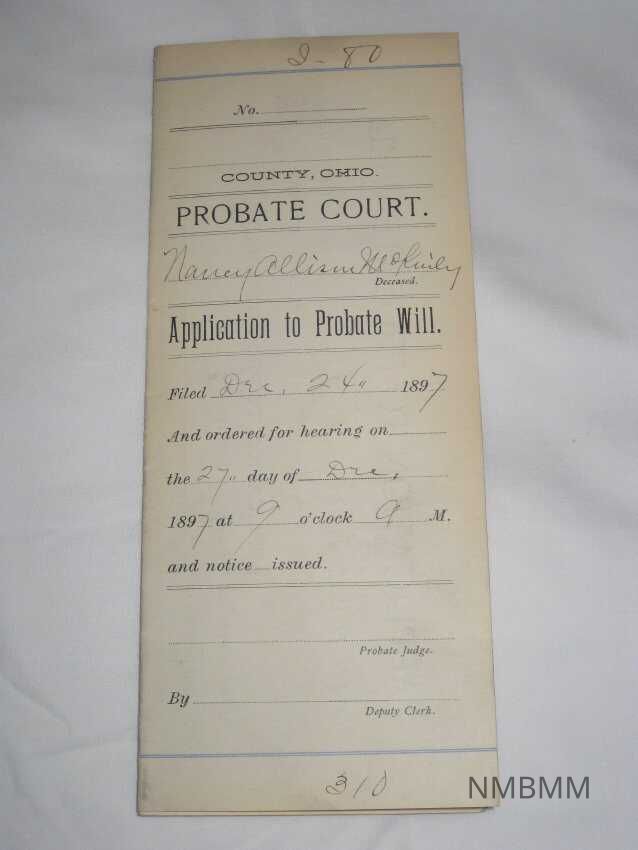 I - 80
No.
COUNTY, OHIO.
PROBATE COURT.
Nancy Allison McKinley
Deceased.
Application to Probate Will.
Filed Dec. 24" 1897
And ordered for hearing on
the 27" day of Dec,
1897 at 9 o'clock A M.
and notice issued.
Probate Judge.
By
Deputy Clerk.
310
NMBMM